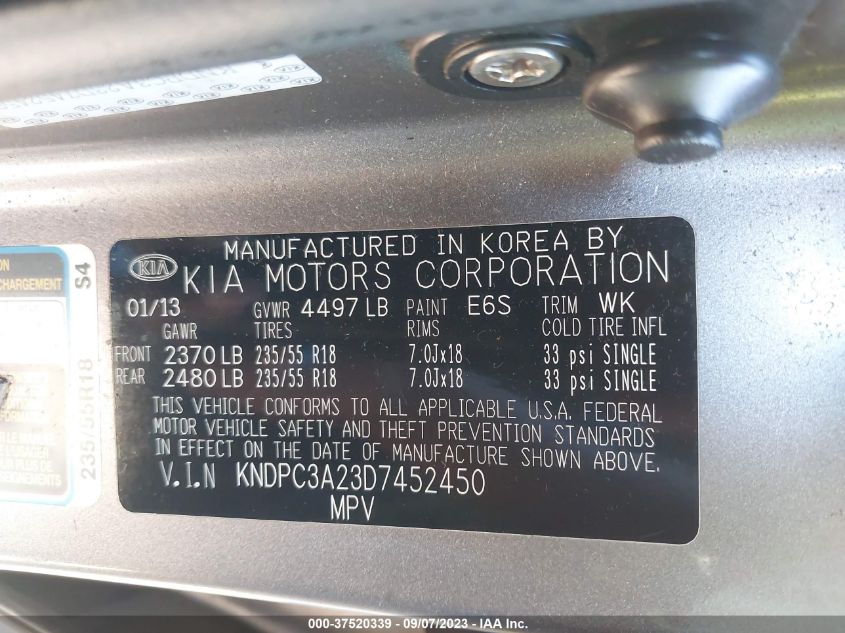 MANUFACTURED IN KOREA BY
KIA KIA MOTORS CORPORATION
01/13 GVWR 4497 LB PAINT E6S TRIM WK
GAWR TIRES RIMS COLD TIRE INFL
FRONT 2370 LB 235/55 R18 7.0Jx18 33 psi SINGLE
REAR 2480 LB 235/55 R18 7.0Jx18 33 psi SINGLE
THIS VEHICLE CONFORMS TO ALL APPLICABLE U.S.A. FEDERAL
MOTOR VEHICLE SAFETY AND THEFT PREVENTION STANDARDS
IN EFFECT ON THE DATE OF MANUFACTURE SHOWN ABOVE.
V.I.N KNDPC3A23D7452450
MPV
CHARGEMENT
S4
235/55R18
000-37520339 - 09/07/2023 - IAA Inc.